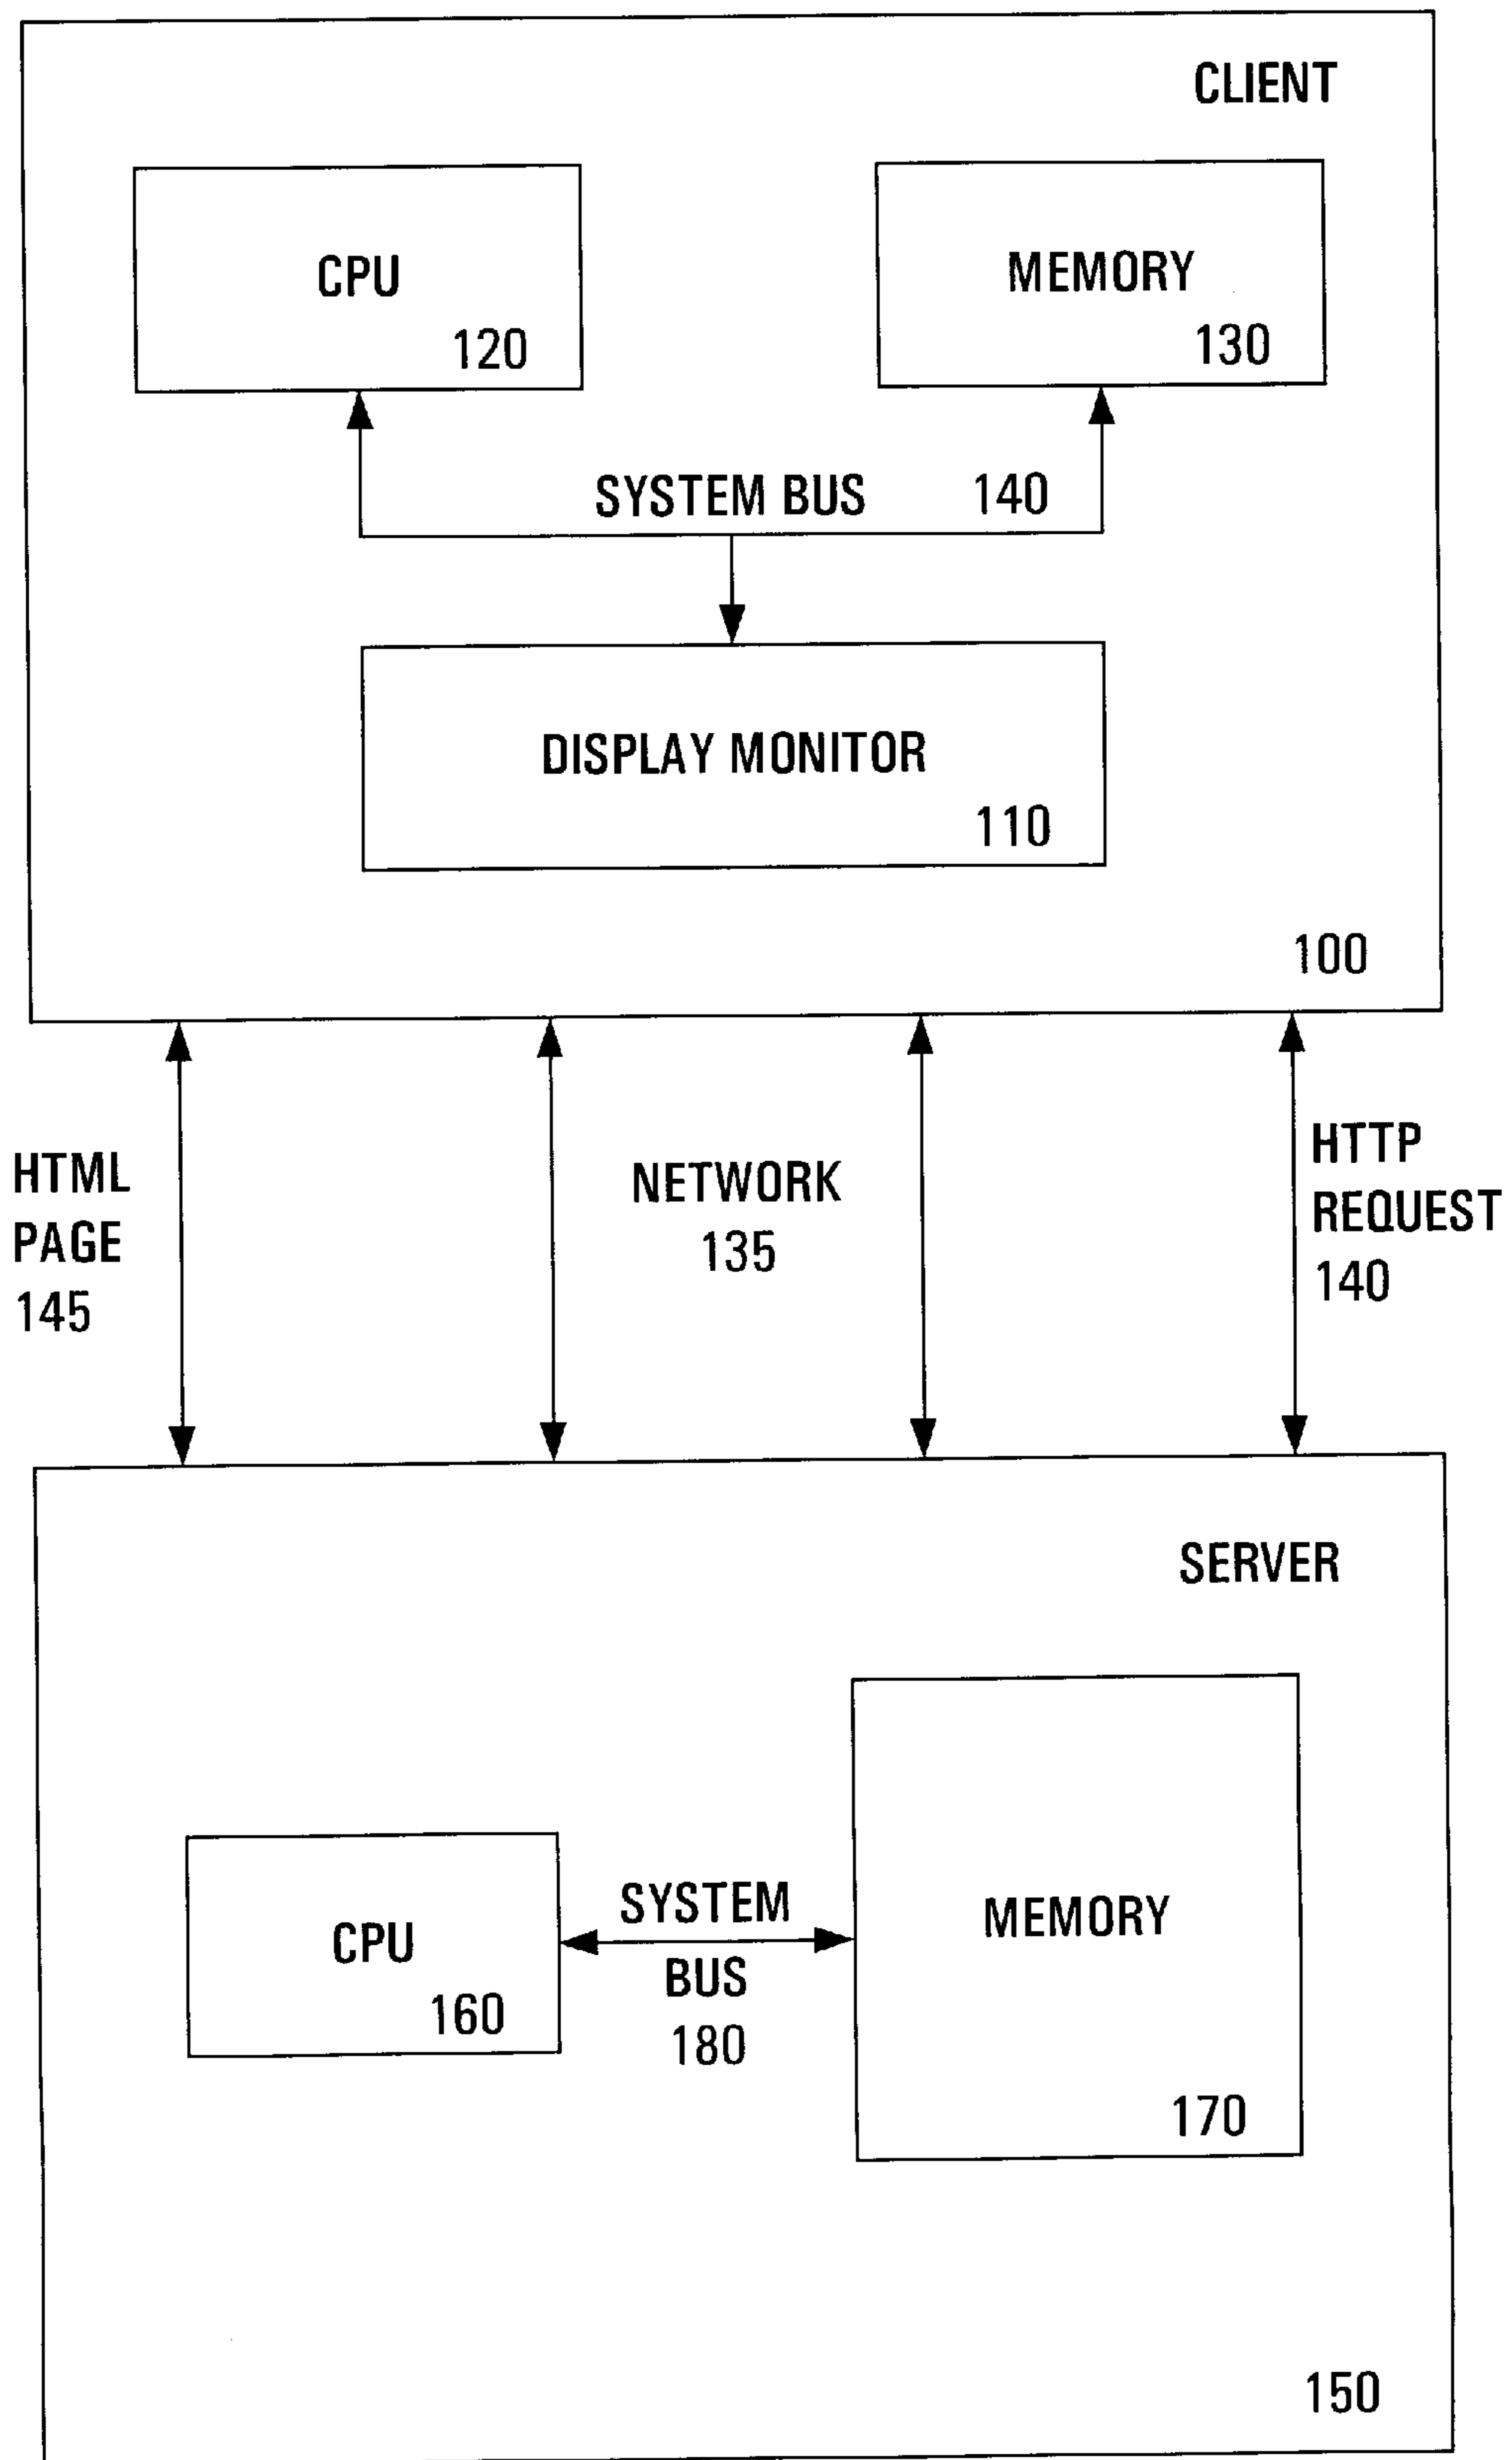 CLIENT
CPU
120
MEMORY
130
SYSTEM BUS 140
DISPLAY MONITOR
110
100
HTML
PAGE
145
NETWORK
135
HTTP
REQUEST
140
SERVER
CPU
160
SYSTEM
BUS
180
MEMORY
170
150